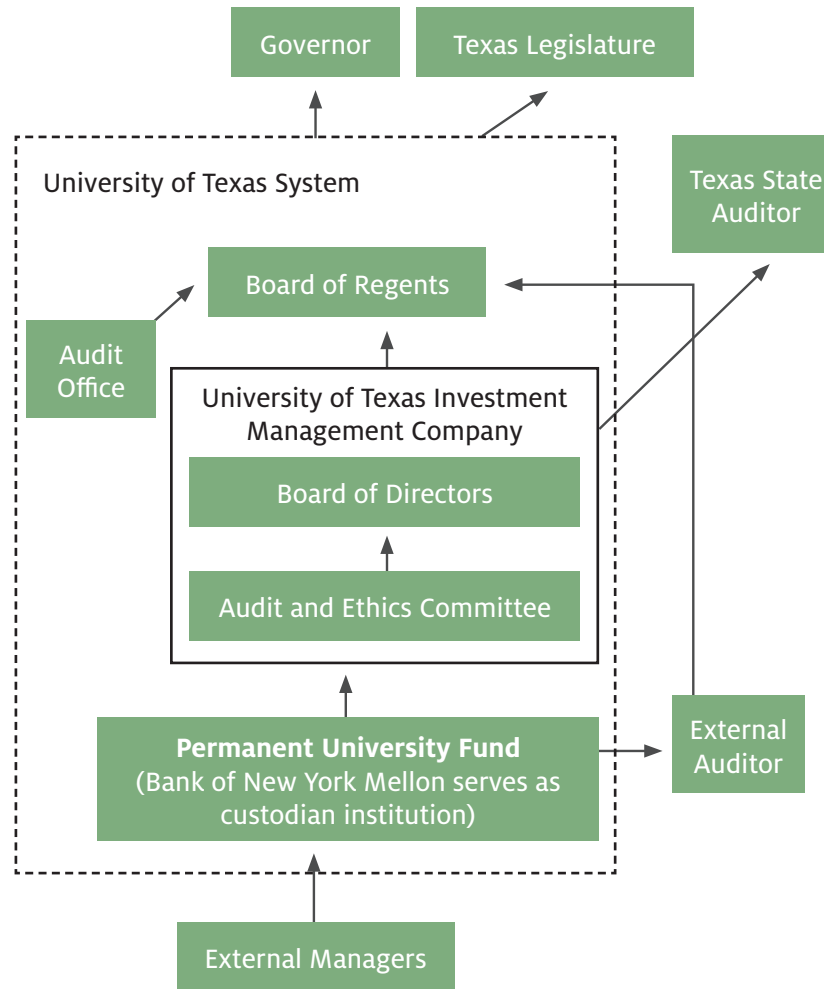 Governor
Texas Legislature
University of Texas System
Texas State
Auditor
Board of Regents
Audit
Office
University of Texas Investment
Management Company
Board of Directors
Audit and Ethics Committee
Permanent University Fund
(Bank of New York Mellon serves as
custodian institution)
External
Auditor
External Managers